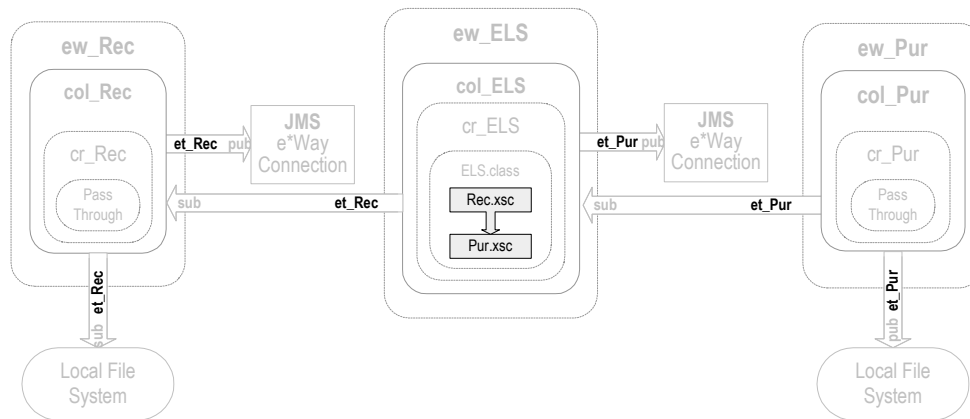 ew_Rec
col_Rec
cr_Rec
Pass
Through
et_Rec pub
JMS
e*Way
Connection
sub et_Rec
sub et_Rec
Local File
System
ew_ELS
col_ELS
cr_ELS
ELS.class
Rec.xsc
Pur.xsc
et_Pur pub
JMS
e*Way
Connection
sub et_Pur
ew_Pur
col_Pur
cr_Pur
Pass
Through
pub et_Pur
Local File
System